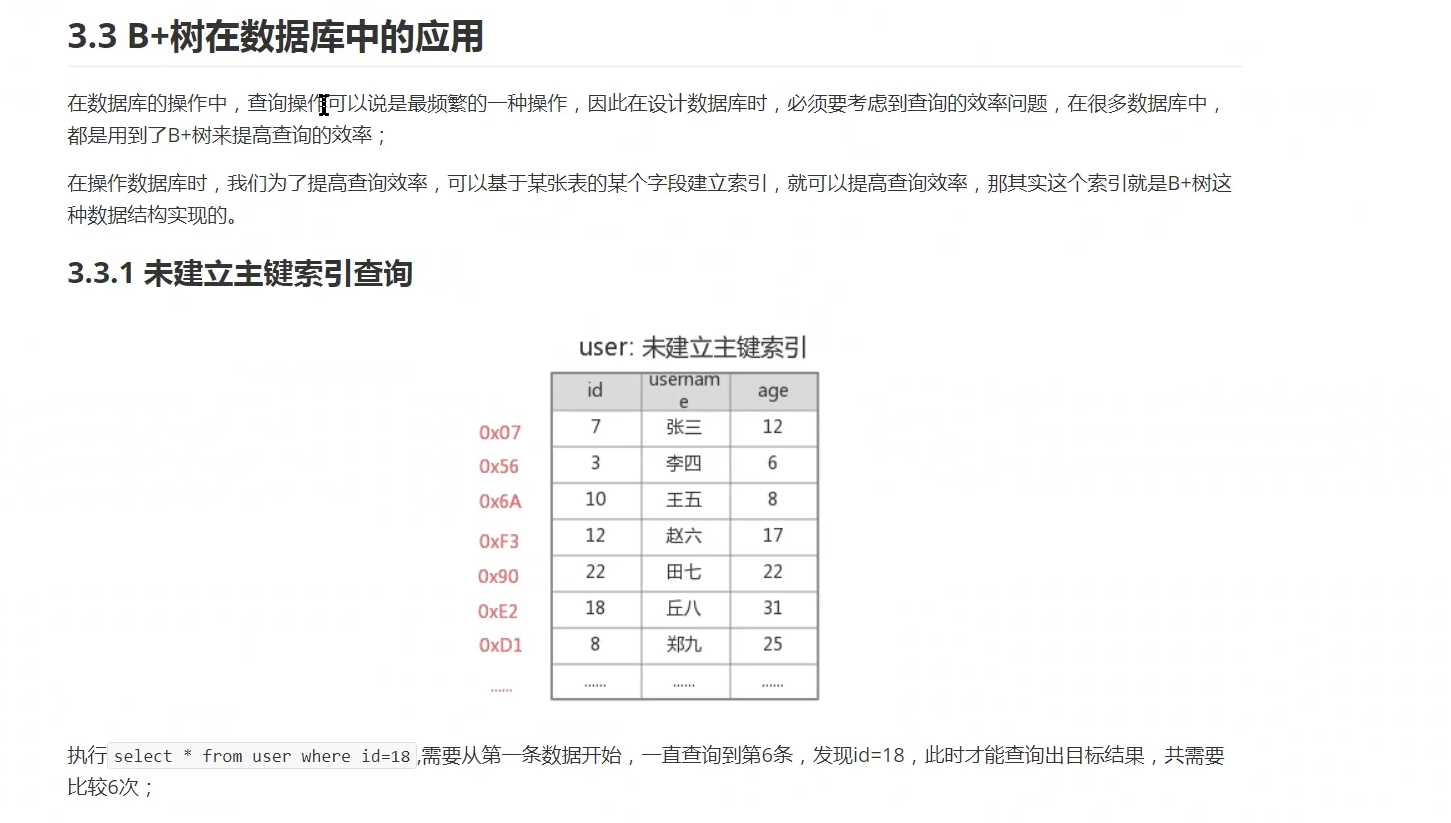 3.3 B+树在数据库中的应用
在数据库的操作中，查询操作可以说是最频繁的一种操作，因此在设计数据库时，必须要考虑到查询的效率问题，在很多数据库中，
都是用到了B+树来提高查询的效率；
在操作数据库时，我们为了提高查询效率，可以基于某张表的某个字段建立索引，就可以提高查询效率，那其实这个索引就是B+树这
种数据结构实现的。
3.3.1 未建立主键索引查询
user: 未建立主键索引
id username age
0x07 7 张三 12
0x56 3 李四 6
0x6A 10 王五 8
0xF3 12 赵六 17
0x90 22 田七 22
0xE2 18 丘八 31
0xD1 8 郑九 25
...... ...... ...... ......
执行select * from user where id=18,需要从第一条数据开始，一直查询到第6条，发现id=18，此时才能查询出目标结果，共需要
比较6次；